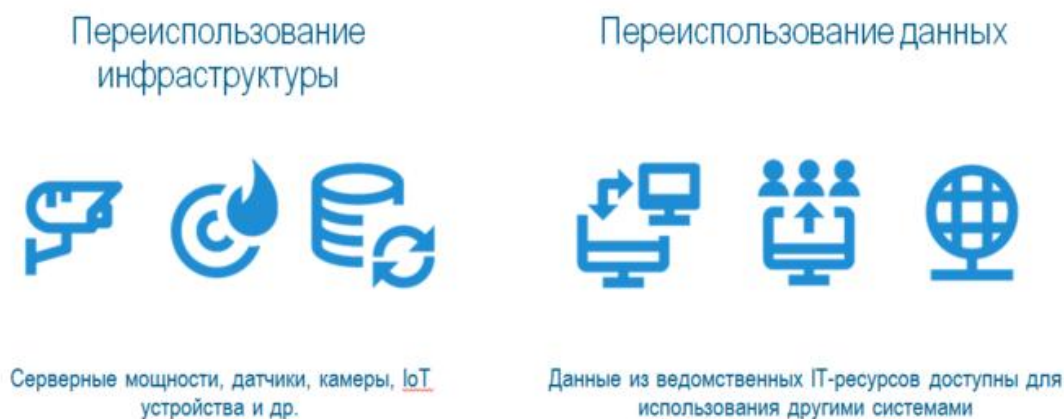 Переиспользование
инфраструктуры
Переиспользование данных
Серверные мощности, датчики, камеры, IoT
устройства и др.
Данные из ведомственных IT-ресурсов доступны для
использования другими системами